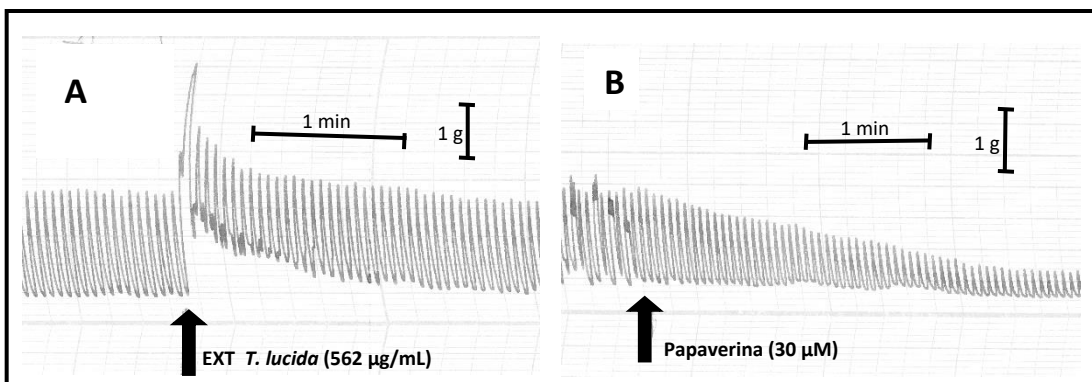 A
1 min
1 g
EXT T. lucida (562 µg/mL)
B
1 min
1 g
Papaverina (30 µM)